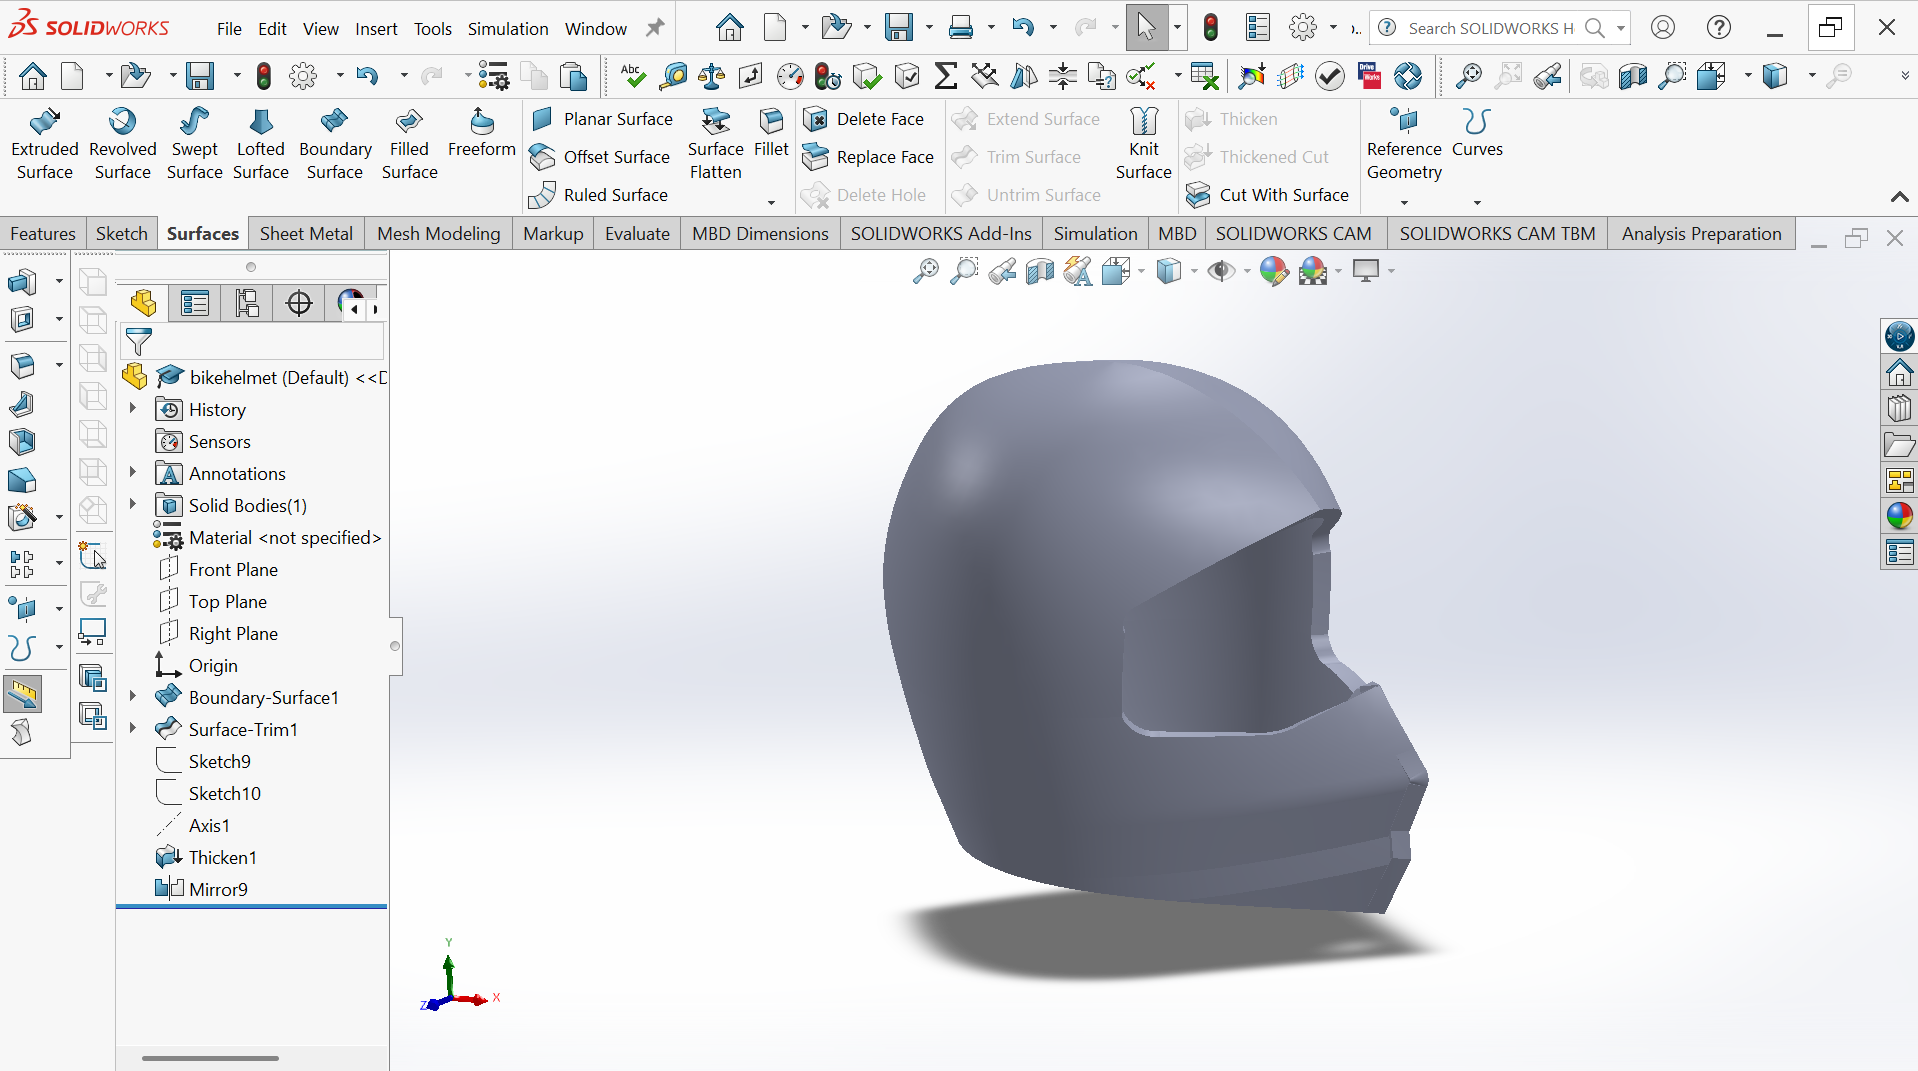 SOLIDWORKS File Edit View Insert Tools Simulation Window Search SOLIDWORKS H
Abc
Drive Works
Extruded Surface
Revolved Surface
Swept Surface
Lofted Surface
Boundary Surface
Filled Surface
Freeform
Planar Surface
Offset Surface
Ruled Surface
Surface Flatten
Fillet
Delete Face
Replace Face
Delete Hole
Extend Surface
Trim Surface
Untrim Surface
Knit Surface
Thicken
Thickened Cut
Cut With Surface
Reference Geometry
Curves
Features Sketch Surfaces Sheet Metal Mesh Modeling Markup Evaluate MBD Dimensions SOLIDWORKS Add-Ins Simulation MBD SOLIDWORKS CAM SOLIDWORKS CAM TBM Analysis Preparation
bikehelmet (Default) <<D
History
Sensors
Annotations
Solid Bodies(1)
Material <not specified>
Front Plane
Top Plane
Right Plane
Origin
Boundary-Surface1
Surface-Trim1
Sketch9
Sketch10
Axis1
Thicken1
Mirror9
Y
X
Z